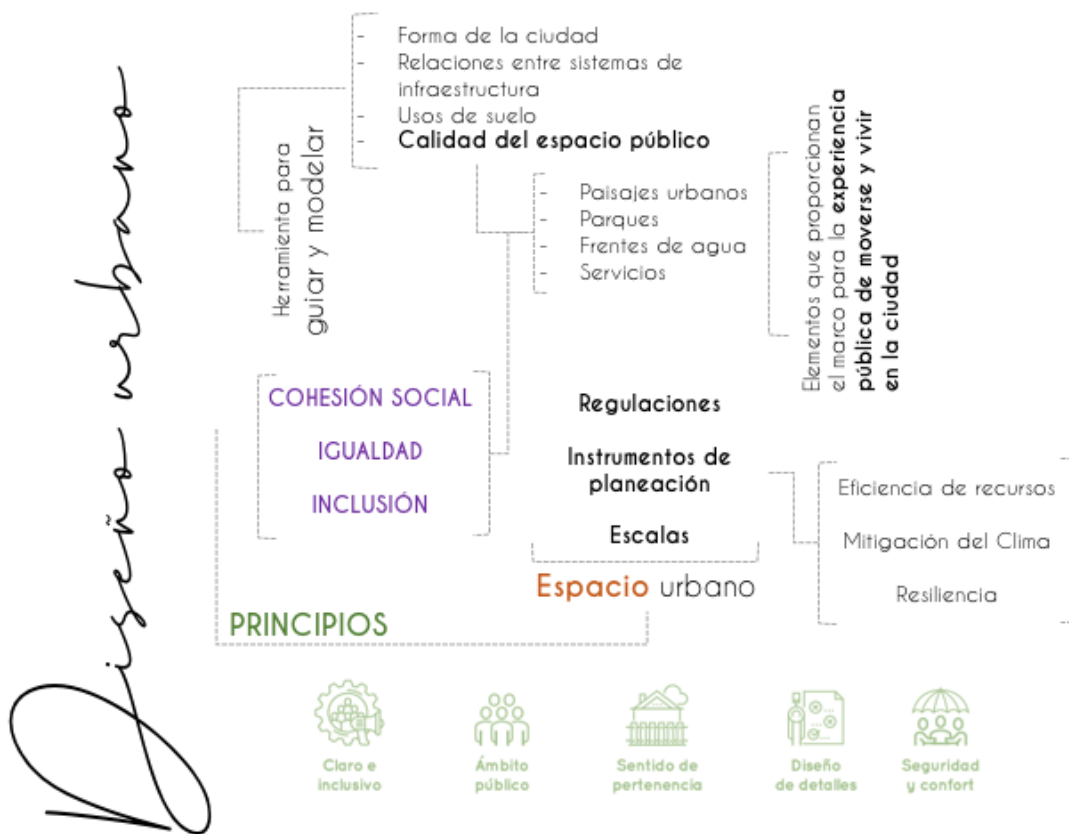 Diseño urbano
Herramienta para
guiar y modelar
- Forma de la ciudad
- Relaciones entre sistemas de
infraestructura
- Usos de suelo
- Calidad del espacio público
- Paisajes urbanos
- Parques
- Frentes de agua
- Servicios
Elementos que proporcionan
el marco para la experiencia
pública de moverse y vivir
en la ciudad
COHESIÓN SOCIAL
IGUALDAD
INCLUSIÓN
Regulaciones
Instrumentos de
planeación
Escalas
Espacio urbano
Eficiencia de recursos
Mitigación del Clima
Resiliencia
PRINCIPIOS
Claro e
inclusivo
Ámbito
público
Sentido de
pertenencia
Diseño
de detalles
Seguridad
y confort